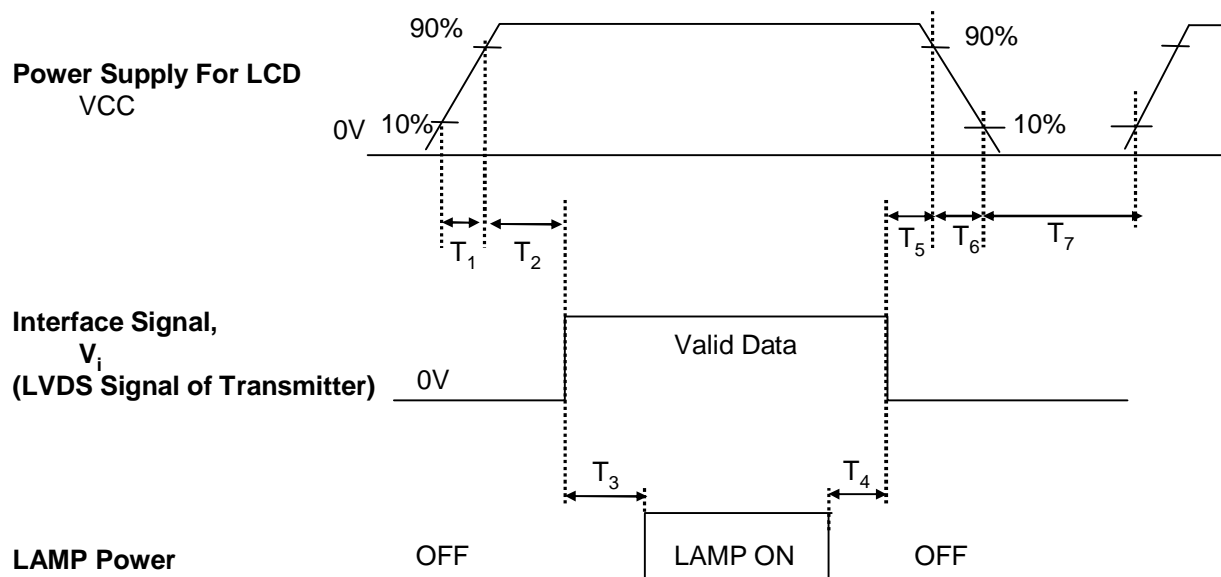 90%
90%
Power Supply For LCD
VCC
0V
10%
10%
T1
T2
T5
T6
T7
Interface Signal,
Vi
(LVDS Signal of Transmitter)
Valid Data
0V
T3
T4
LAMP Power
OFF
LAMP ON
OFF